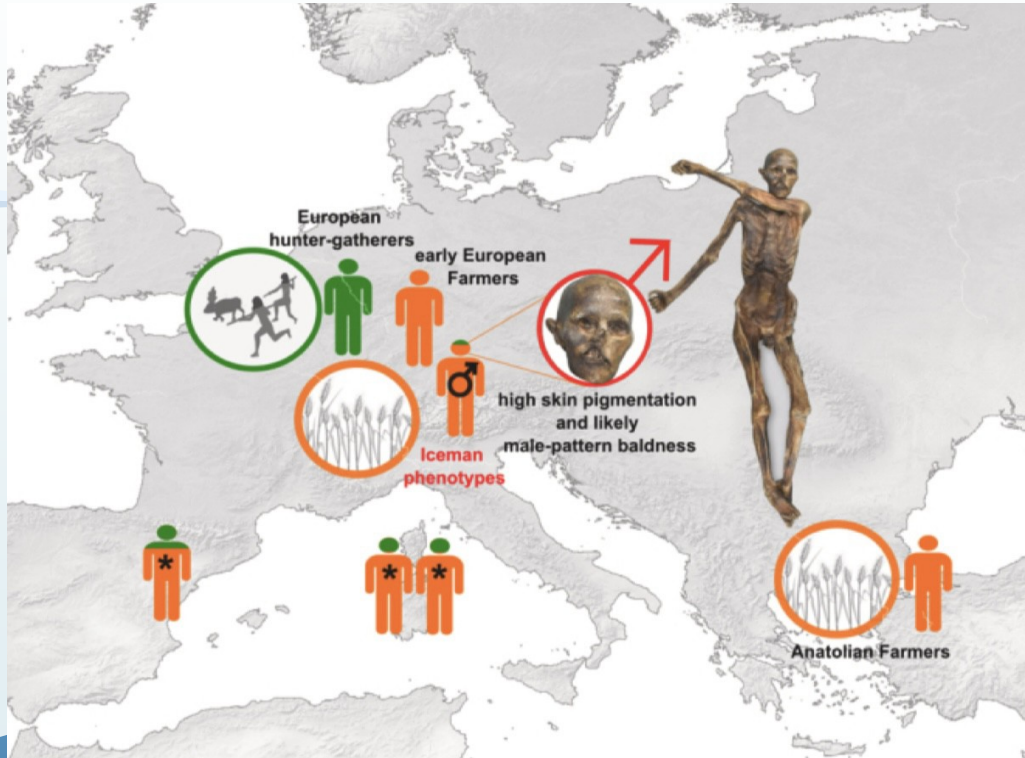 European
hunter-gatherers
early European
Farmers
high skin pigmentation
and likely
male-pattern baldness
Iceman
phenotypes
*
*
*
Anatolian Farmers